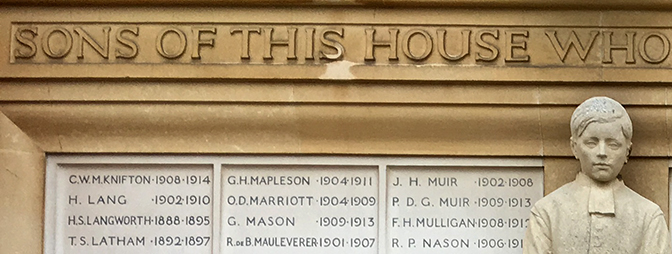 SONS OF THIS HOUSE WHO
C.W.M.KNIFTON·1908·1914
H. LANG ·1902·1910
H.S.LANGWORTH·1888·1895
T. S. LATHAM ·1892·1897
G.H.MAPLESON ·1904·1911
O.D.MARRIOTT ·1904·1909
G. MASON ·1909·1913
R.DE B.MAULEVERER·1901·1907
J. H. MUIR ·1902·1908
P. D. G. MUIR ·1909·1913
F.H.MULLIGAN·1908·
R. P. NASON ·1906·